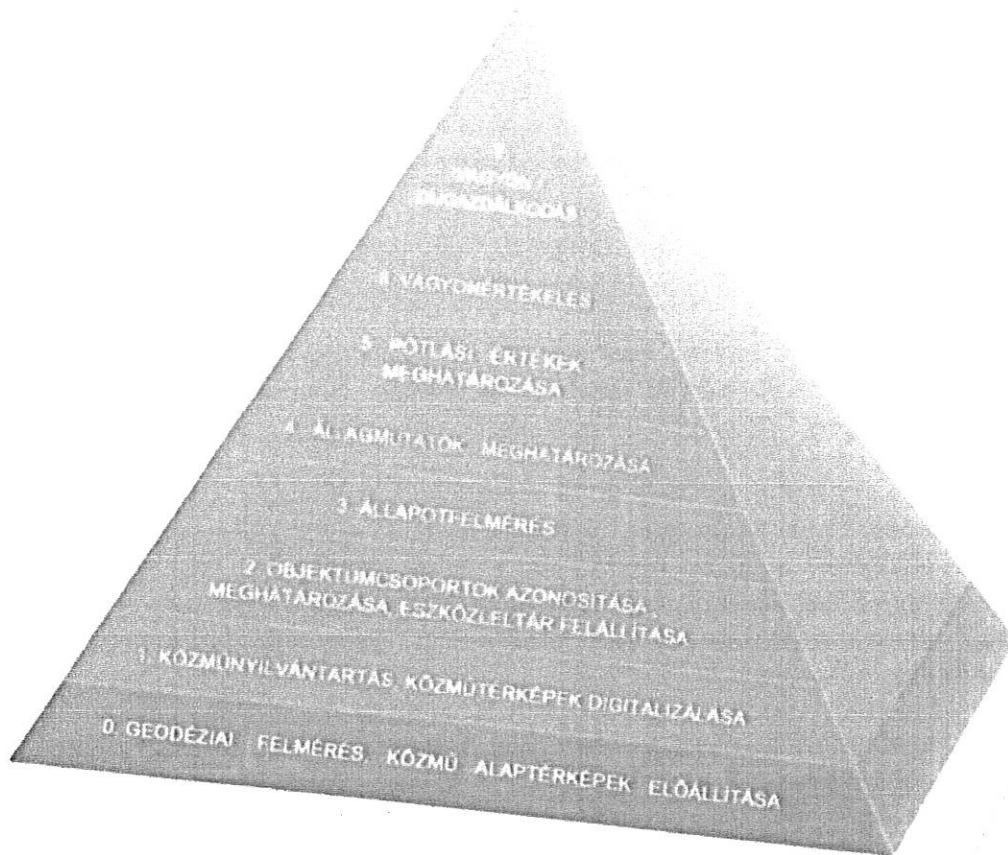 6. VAGYONÉRTÉKELÉS
5. PÓTLÁSI ÉRTÉKEK
MEGHATÁROZÁSA
4. ÁLLAGMUTATÓK MEGHATÁROZÁSA
3. ÁLLAPOTFELMÉRÉS
2. OBJEKTUMCSOPORTOK AZONOSÍTÁSA,
MEGHATÁROZÁSA, ESZKÖZLELTÁR FELÁLLÍTÁSA
1. KÖZMŰNYILVÁNTARTÁS, KÖZMŰTÉRKÉPEK DIGITALIZÁLÁSA
0. GEODÉZIAI FELMÉRÉS, KÖZMŰ ALAPTÉRKÉPEK ELŐÁLLÍTÁSA